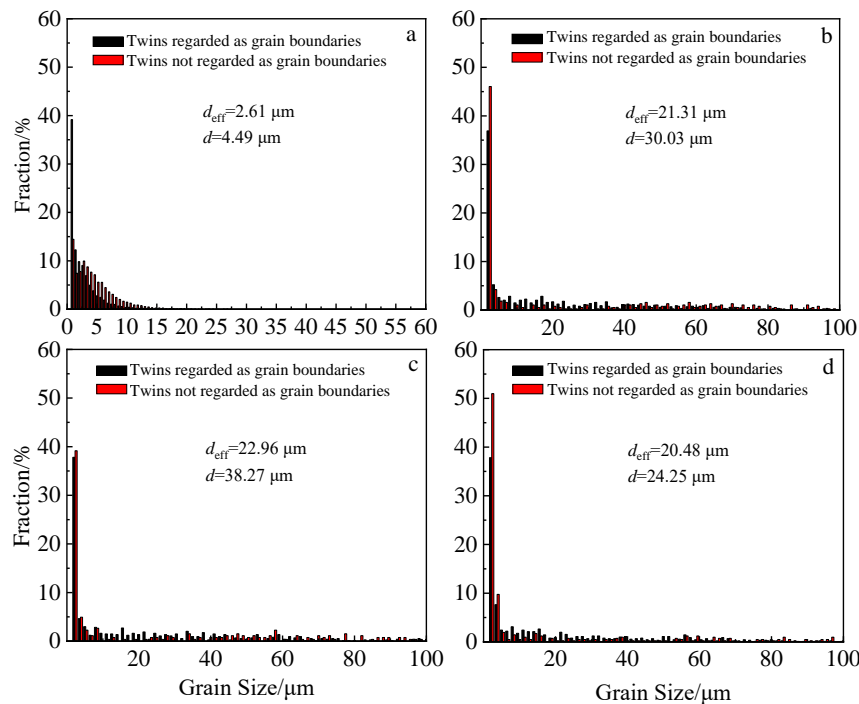 a
Twins regarded as grain boundaries
Twins not regarded as grain boundaries
d_eff=2.61 μm
d=4.49 μm
Fraction/%
60
50
40
30
20
10
0
0 5 10 15 20 25 30 35 40 45 50 55 60
b
Twins regarded as grain boundaries
Twins not regarded as grain boundaries
d_eff=21.31 μm
d=30.03 μm
60
50
40
30
20
10
0
20 40 60 80 100
c
Twins regarded as grain boundaries
Twins not regarded as grain boundaries
d_eff=22.96 μm
d=38.27 μm
Fraction/%
60
50
40
30
20
10
0
20 40 60 80 100
Grain Size/μm
d
Twins regarded as grain boundaries
Twins not regarded as grain boundaries
d_eff=20.48 μm
d=24.25 μm
60
50
40
30
20
10
0
20 40 60 80 100
Grain Size/μm